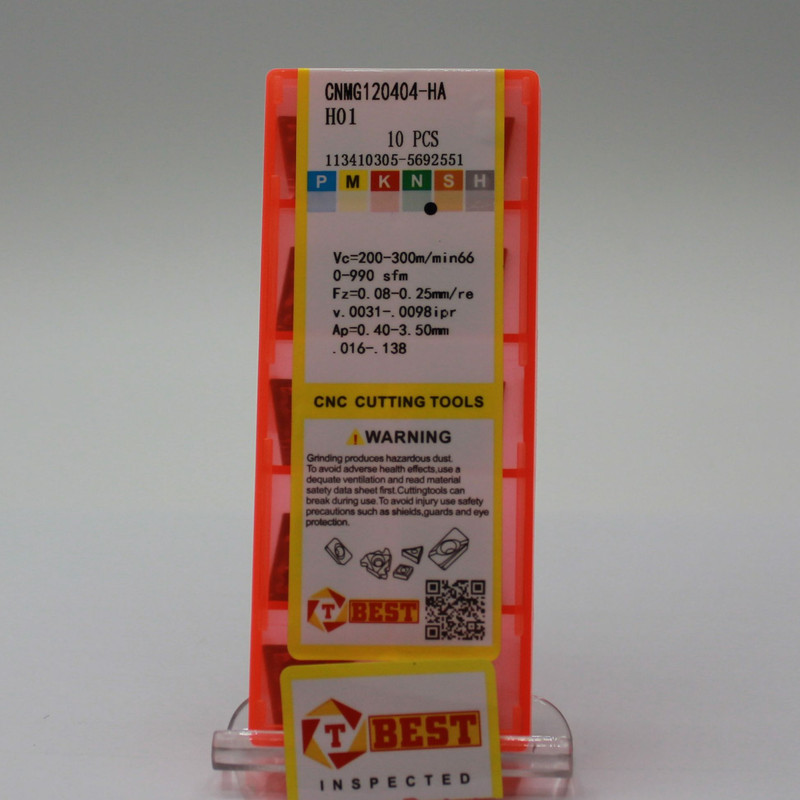 CNMG120404-HA
H01
10 PCS
113410305-5692551
P M K N S H
Vc=200-300m/min66
0-990 sfm
Fz=0.08-0.25mm/re
v.0031-.0098ipr
Ap=0.40-3.50mm
.016-.138
CNC CUTTING TOOLS
WARNING
Grinding produces hazardous dust.
To avoid adverse health effects,use a
dequate ventilation and read material
satety data sheet first.Cuttingtools can
break during use.To avoid injury use safety
precautions such as shields,guards and eye
protection.
T BEST
T BEST
INSPECTED